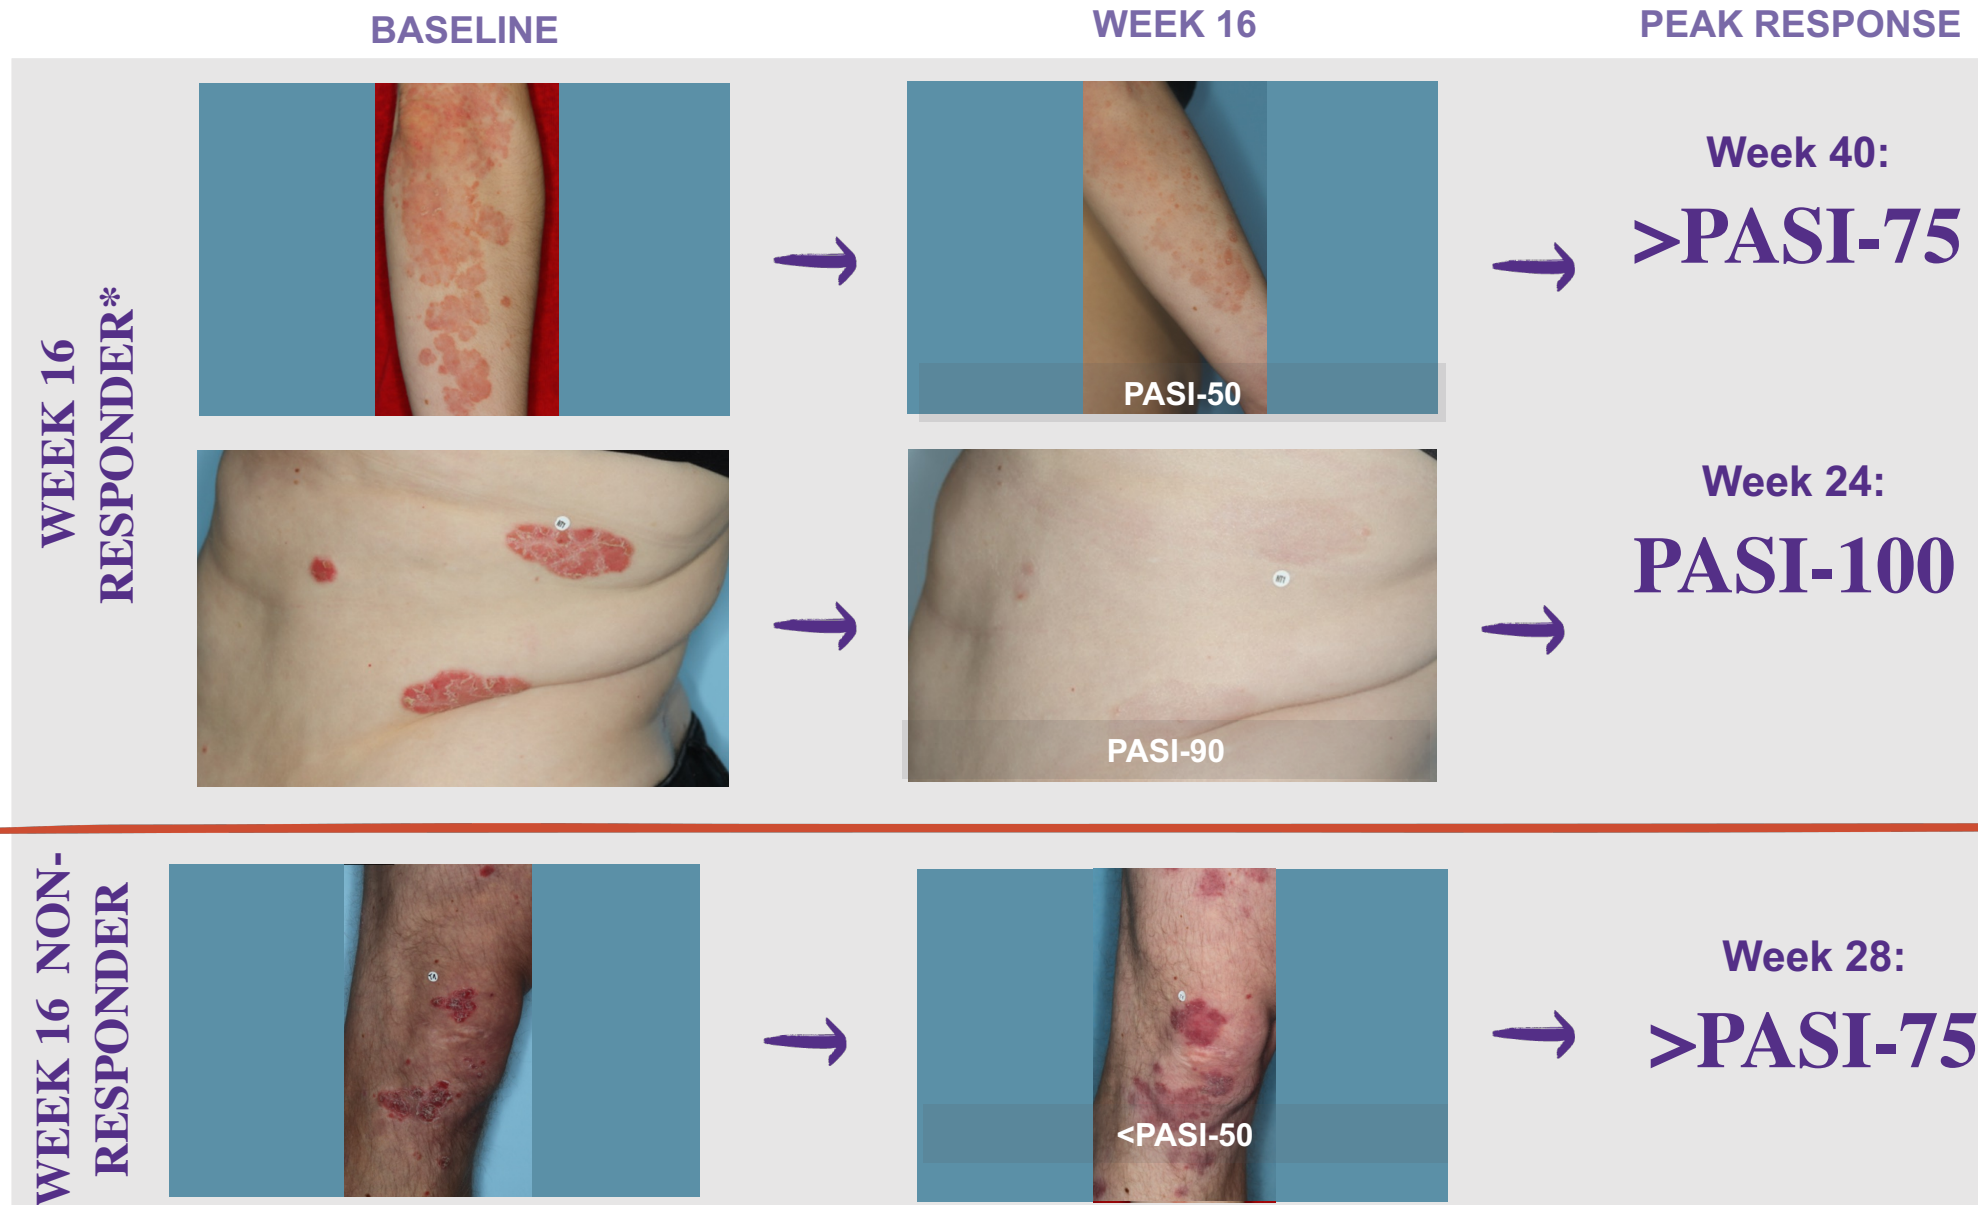 BASELINE
WEEK 16
PEAK RESPONSE
WEEK 16
RESPONDER*
PASI-50
Week 40:
>PASI-75
PASI-90
Week 24:
PASI-100
WEEK 16 NON-
RESPONDER
<PASI-50
Week 28:
>PASI-75